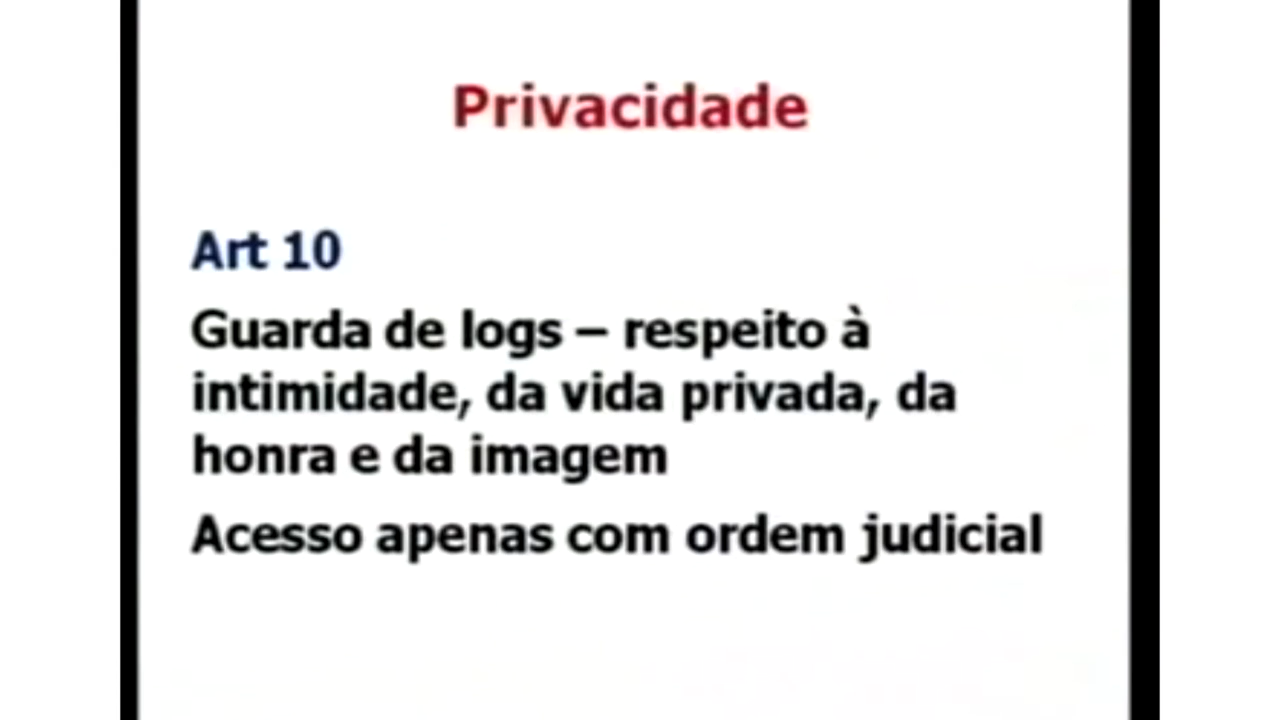 Privacidade
Art 10
Guarda de logs – respeito à
intimidade, da vida privada, da
honra e da imagem
Acesso apenas com ordem judicial